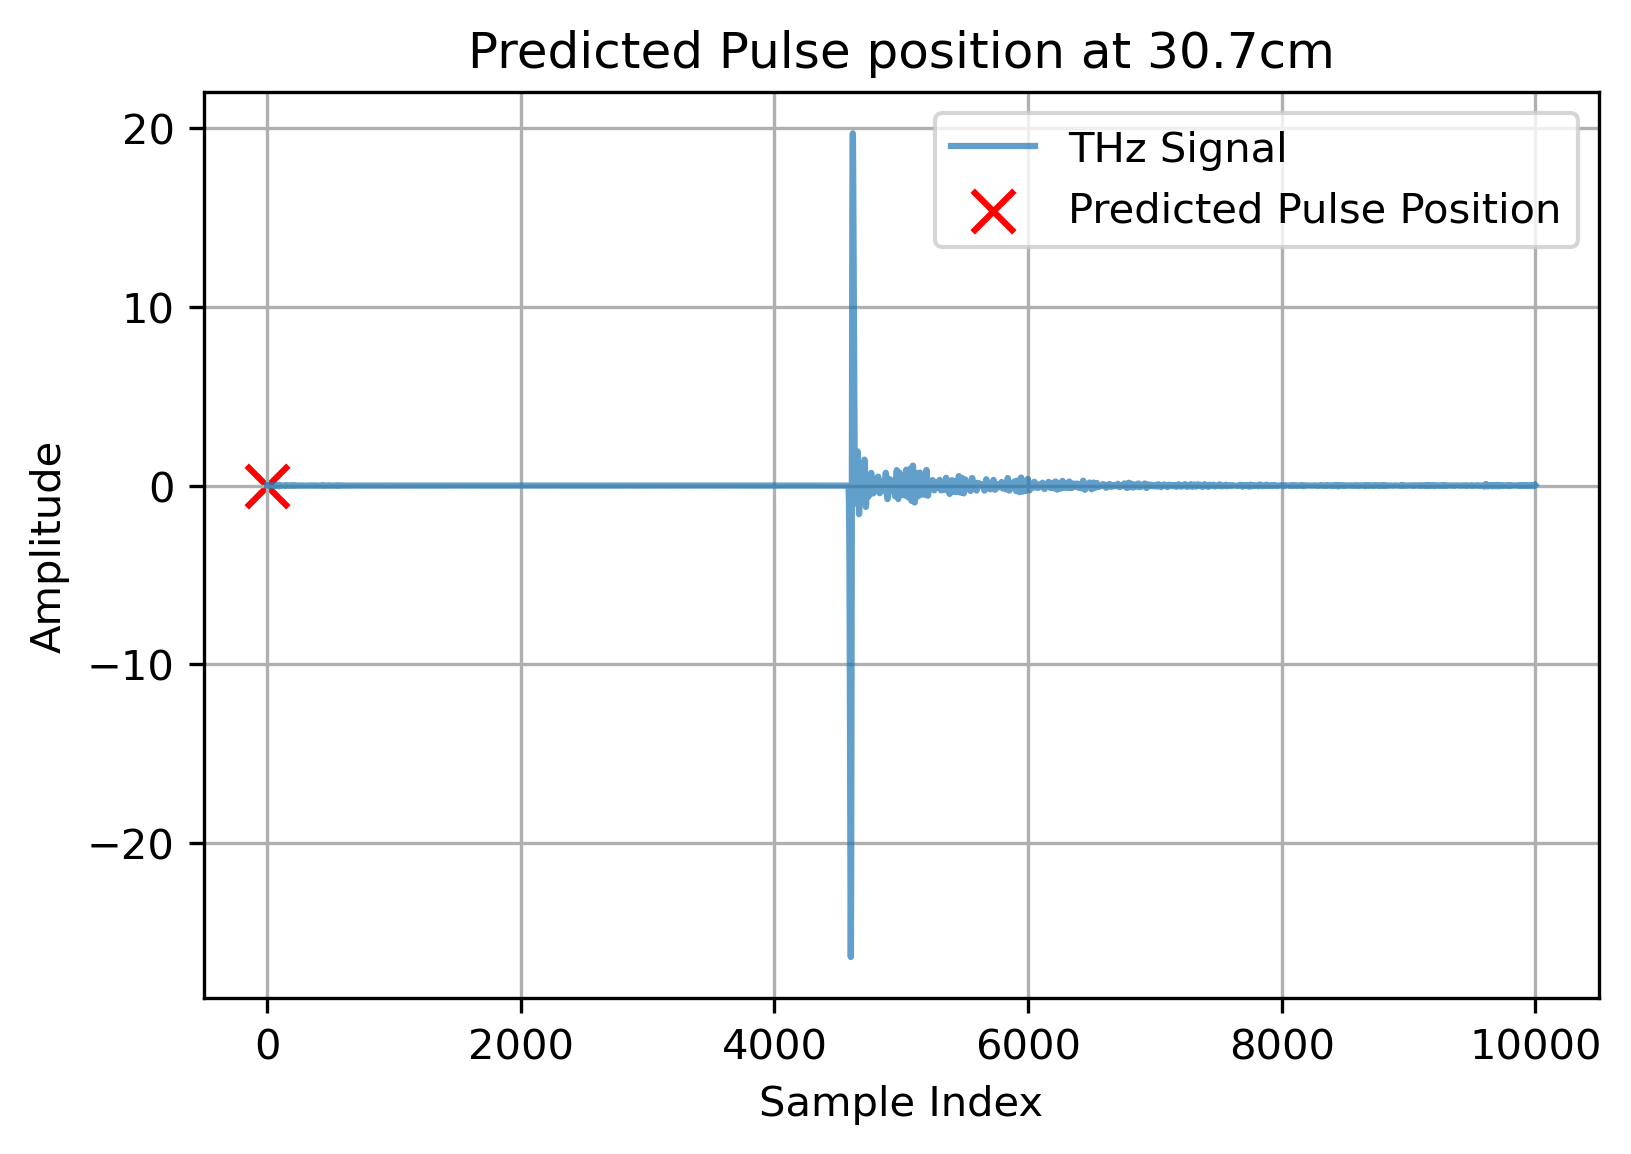 Predicted Pulse position at 30.7cm
THz Signal
Predicted Pulse Position
20
10
0
−10
−20
Amplitude
0 2000 4000 6000 8000 10000
Sample Index